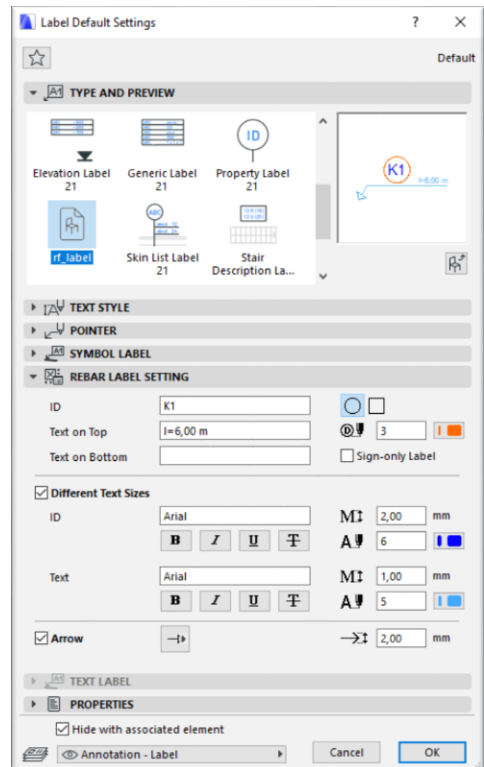 Label Default Settings ? ×
Default
TYPE AND PREVIEW
Elevation Label 21
Generic Label 21
Property Label 21
ID
K1
l=6,00 m
rf_label
Skin List Label 21
Stair Description La...
ABC
TEXT STYLE
POINTER
SYMBOL LABEL
REBAR LABEL SETTING
ID K1
Text on Top l=6,00 m 3
Text on Bottom Sign-only Label
Different Text Sizes
ID Arial 2,00 mm
B I U T A 6
Text Arial 1,00 mm
B I U T A 5
Arrow 2,00 mm
TEXT LABEL
PROPERTIES
Hide with associated element
Annotation - Label Cancel OK